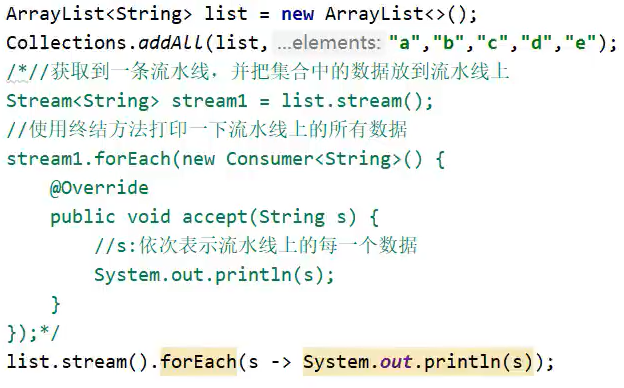 ArrayList<String> list = new ArrayList<>();
Collections.addAll(list, ...elements: "a","b","c","d","e");
/*//获取到一条流水线，并把集合中的数据放到流水线上
Stream<String> stream1 = list.stream();
//使用终结方法打印一下流水线上的所有数据
stream1.forEach(new Consumer<String>() {
    @Override
    public void accept(String s) {
        //s:依次表示流水线上的每一个数据
        System.out.println(s);
    }
});*/
list.stream().forEach(s -> System.out.println(s));